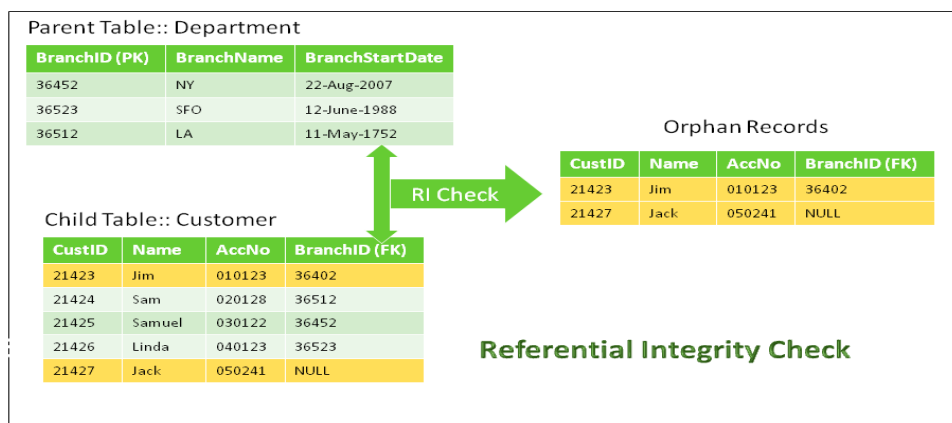 Parent Table:: Department
BranchID (PK) BranchName BranchStartDate
36452 NY 22-Aug-2007
36523 SFO 12-June-1988
36512 LA 11-May-1752
RI Check
Orphan Records
CustID Name AccNo BranchID (FK)
21423 Jim 010123 36402
21427 Jack 050241 NULL
Child Table:: Customer
CustID Name AccNo BranchID (FK)
21423 Jim 010123 36402
21424 Sam 020128 36512
21425 Samuel 030122 36452
21426 Linda 040123 36523
21427 Jack 050241 NULL
Referential Integrity Check